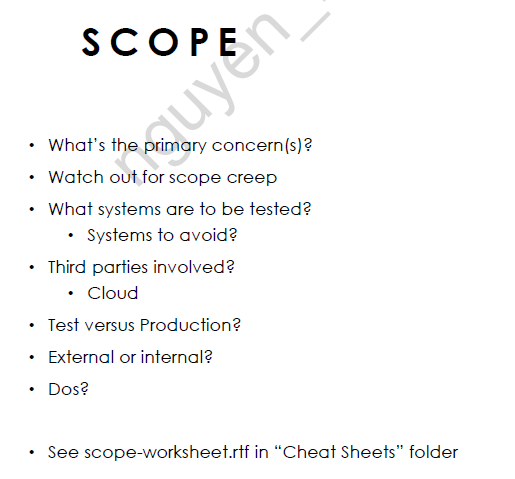 SCOPE
nguyen_
• What's the primary concern(s)?
• Watch out for scope creep
• What systems are to be tested?
• Systems to avoid?
• Third parties involved?
• Cloud
• Test versus Production?
• External or internal?
• Dos?
• See scope-worksheet.rtf in “Cheat Sheets” folder